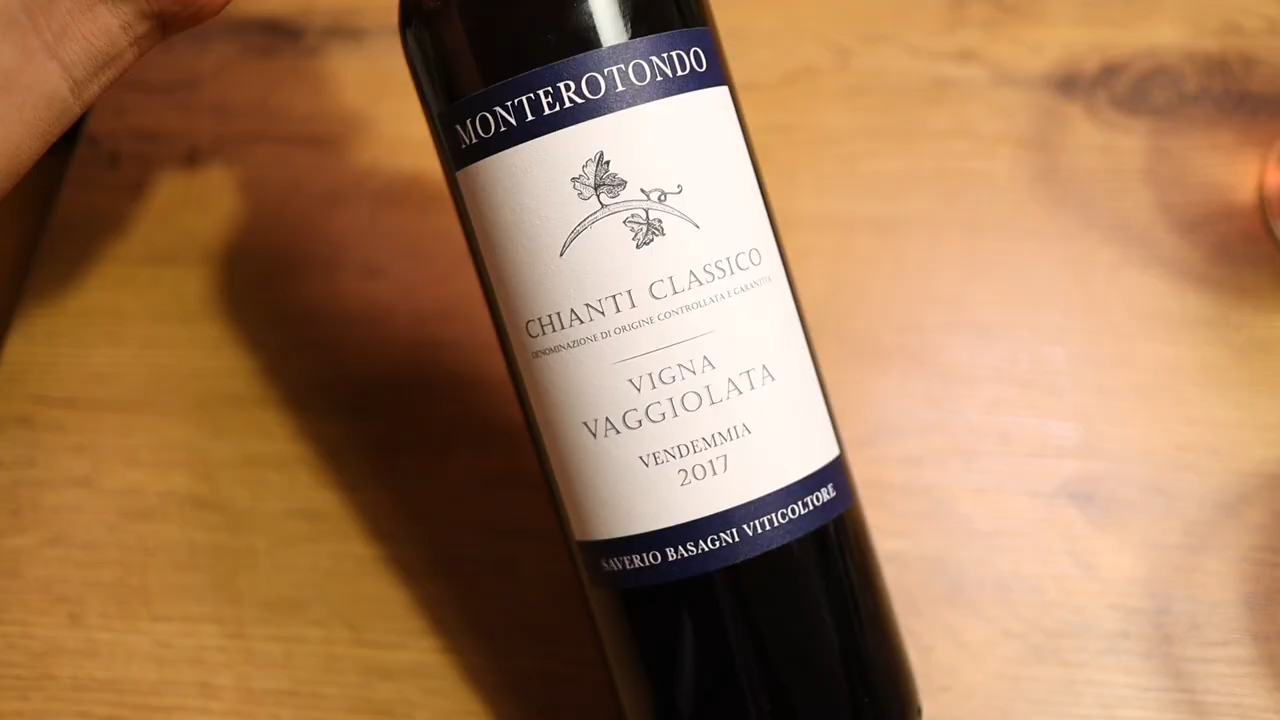 MONTEROTONDO
CHIANTI CLASSICO
DENOMINAZIONE DI ORIGINE CONTROLLATA E GARANTITA
VIGNA
VAGGIOLATA
VENDEMMIA
2017
SAVERIO BASAGNI VITICOLTORE